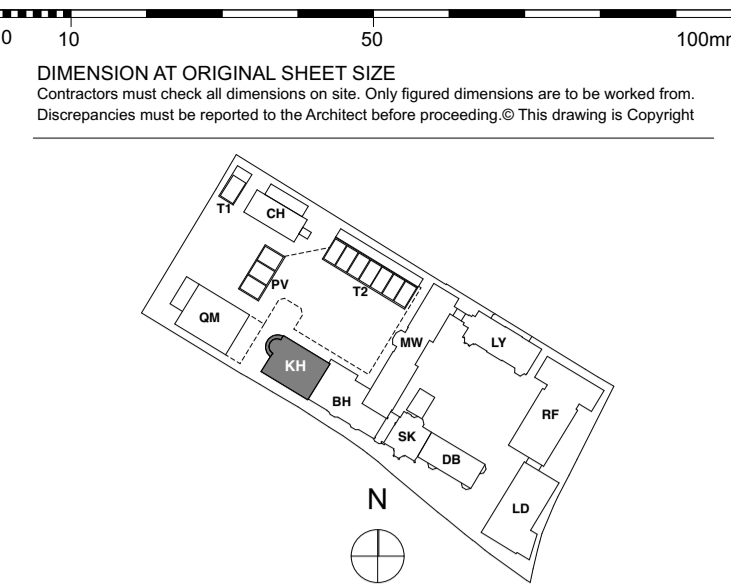 0 10 50 100mm
DIMENSION AT ORIGINAL SHEET SIZE
Contractors must check all dimensions on site. Only figured dimensions are to be worked from.
Discrepancies must be reported to the Architect before proceeding.© This drawing is Copyright
T1
CH
PV
T2
QM
MW
LY
KH
BH
RF
SK
DB
LD
N